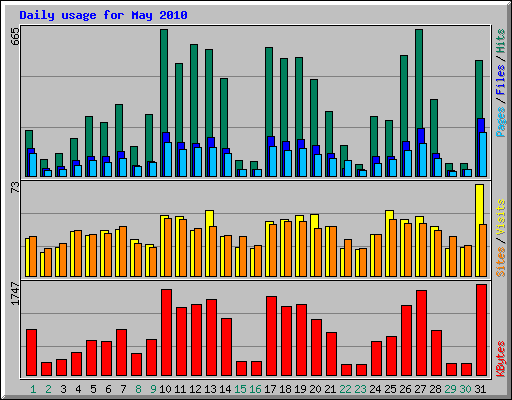 Daily usage for May 2010
665
Pages / Files / Hits
73
Sites / Visits
1747
KBytes
1 2 3 4 5 6 7 8 9 10 11 12 13 14 15 16 17 18 19 20 21 22 23 24 25 26 27 28 29 30 31